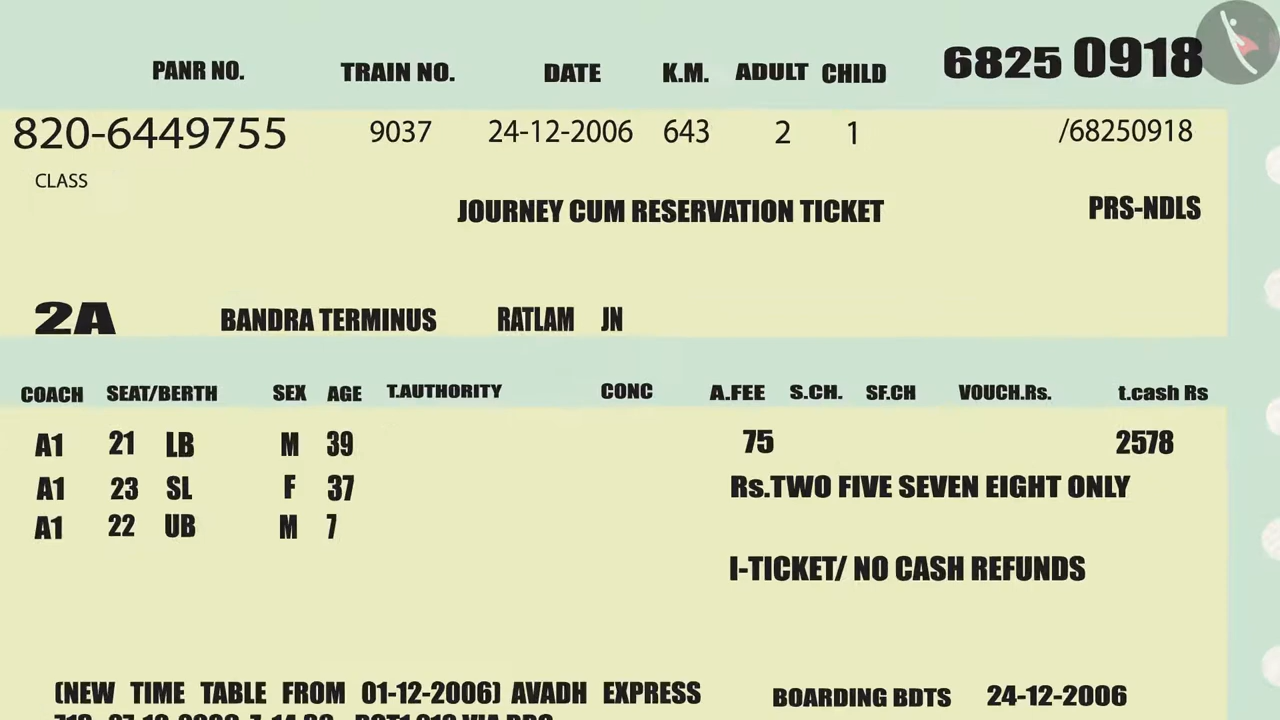 PANR NO. TRAIN NO. DATE K.M. ADULT CHILD 6825 0918
820-6449755 9037 24-12-2006 643 2 1 /68250918
CLASS
JOURNEY CUM RESERVATION TICKET PRS-NDLS
2A BANDRA TERMINUS RATLAM JN
COACH SEAT/BERTH SEX AGE T.AUTHORITY CONC A.FEE S.CH. SF.CH VOUCH.Rs. t.cash Rs
A1 21 LB M 39 75 2578
A1 23 SL F 37 Rs.TWO FIVE SEVEN EIGHT ONLY
A1 22 UB M 7
I-TICKET/ NO CASH REFUNDS
(NEW TIME TABLE FROM 01-12-2006) AVADH EXPRESS BOARDING BDTS 24-12-2006